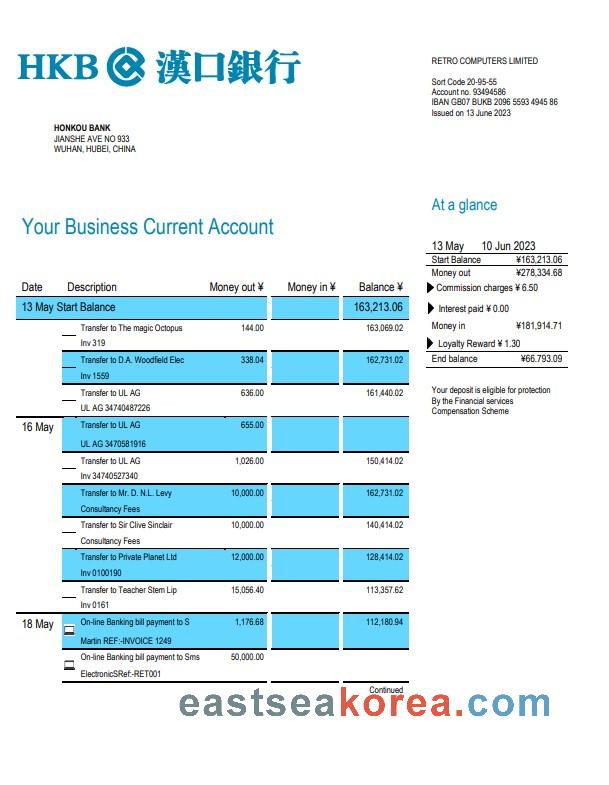 HKB 漢口銀行
RETRO COMPUTERS LIMITED
Sort Code 20-95-55
Account no. 93494586
IBAN GB07 BUKB 2096 5593 4945 86
Issued on 13 June 2023
HONKOU BANK
JIANSHE AVE NO 933
WUHAN, HUBEI, CHINA
At a glance
Your Business Current Account
13 May 10 Jun 2023
Start Balance ¥163,213.06
Money out ¥278,334.68
Commission charges ¥ 6.50
Interest paid ¥ 0.00
Money in ¥181,914.71
Loyalty Reward ¥ 1.30
End balance ¥66.793.09
Your deposit is eligible for protection
By the Financial services
Compensation Scheme
Date Description Money out ¥ Money in ¥ Balance ¥
13 May Start Balance 163,213.06
Transfer to The magic Octopus 144.00 163,069.02
Inv 319
Transfer to D.A. Woodfield Elec 338.04 162,731.02
Inv 1559
Transfer to UL AG 636.00 161,440.02
UL AG 34740487226
16 May Transfer to UL AG 655.00
UL AG 3470581916
Transfer to UL AG 1,026.00 150,414.02
Inv 34740527340
Transfer to Mr. D. N.L. Levy 10,000.00 162,731.02
Consultancy Fees
Transfer to Sir Clive Sinclair 10,000.00 140,414.02
Consultancy Fees
Transfer to Private Planet Ltd 12,000.00 128,414.02
Inv 0100190
Transfer to Teacher Stem Lip 15,056.40 113,357.62
Inv 0161
18 May On-line Banking bill payment to S 1,176.68 112,180.94
Martin REF:-INVOICE 1249
On-line Banking bill payment to Sms 50,000.00
ElectronicSRef:-RET001
Continued
eastseakorea.com